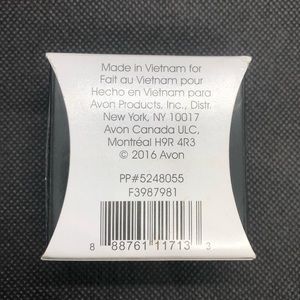 Made in Vietnam for
Fait au Vietnam pour
Hecho en Vietnam para
Avon Products, Inc., Distr.
New York, NY 10017
Avon Canada ULC,
Montréal H9R 4R3
© 2016 Avon
PP#5248055
F3987981
8 88761 11713 3